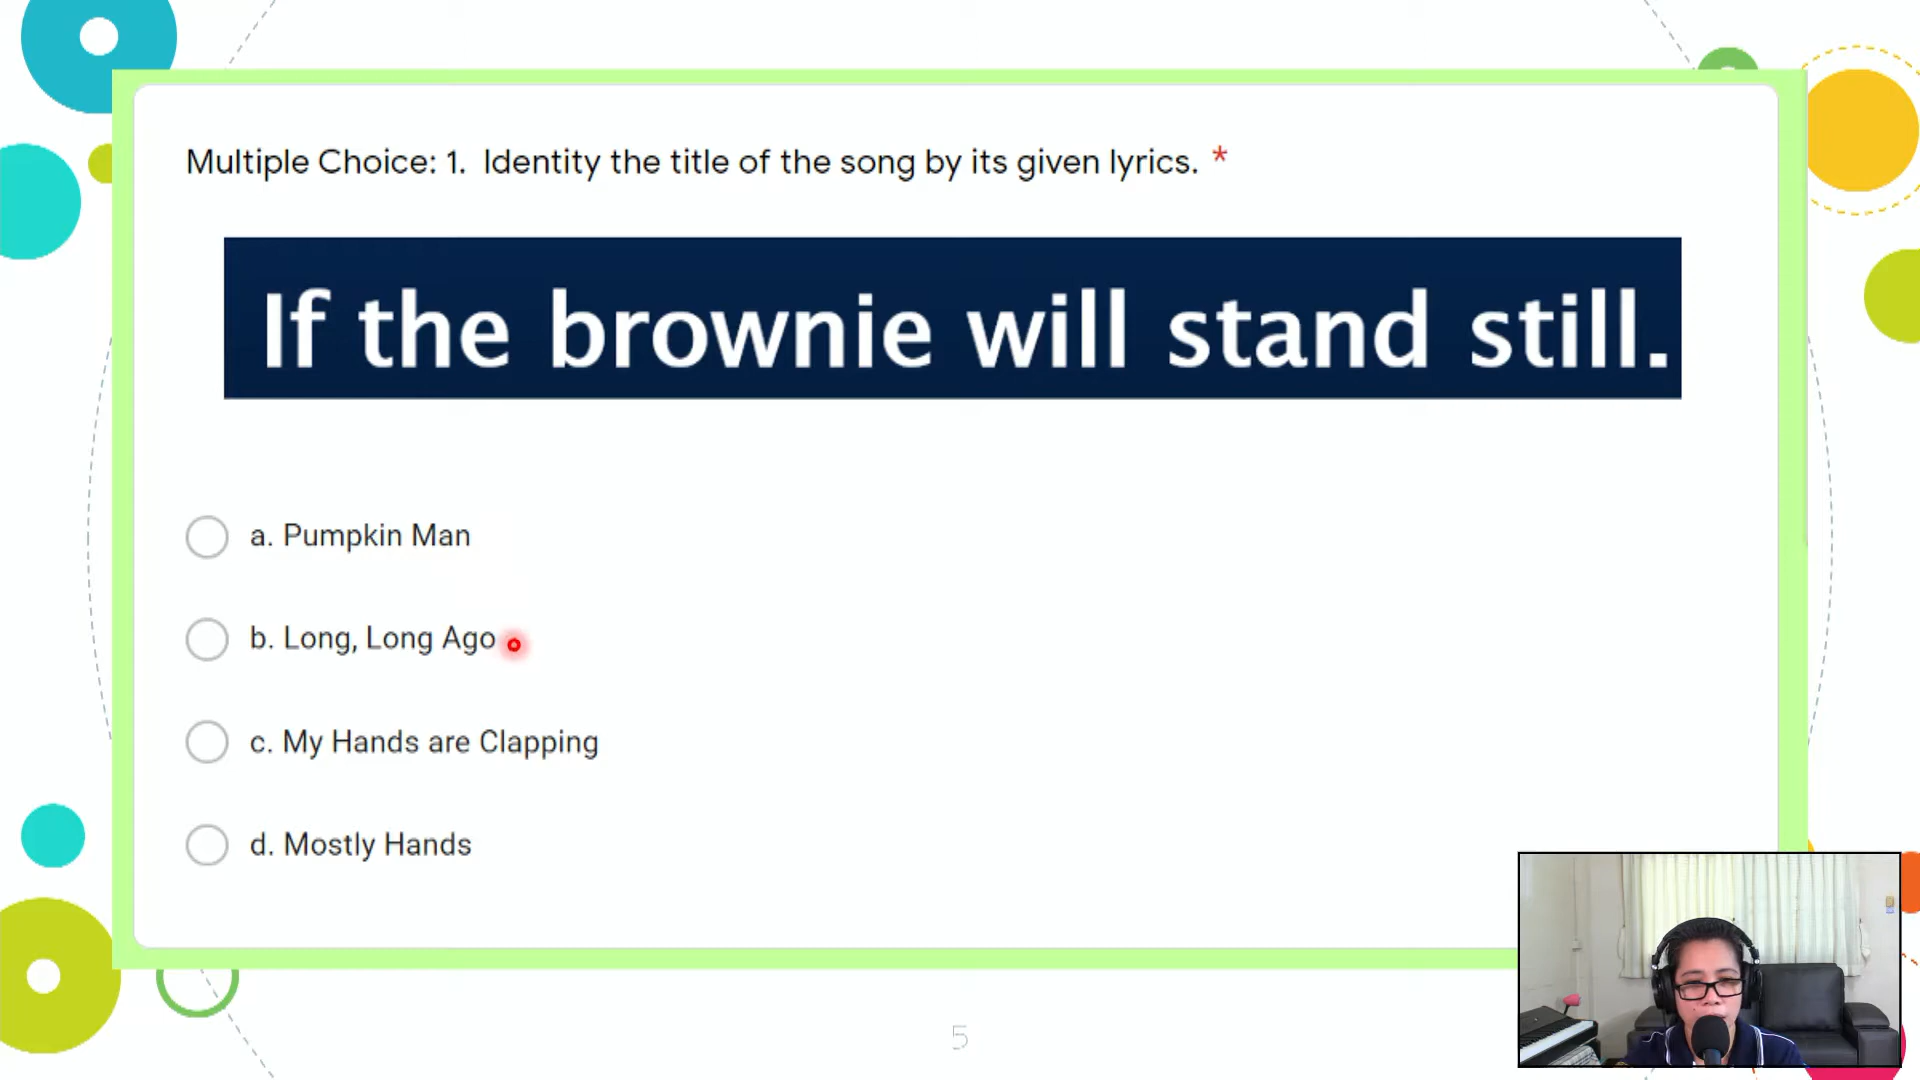 Multiple Choice: 1. Identity the title of the song by its given lyrics. *
If the brownie will stand still.
a. Pumpkin Man
b. Long, Long Ago
c. My Hands are Clapping
d. Mostly Hands
5